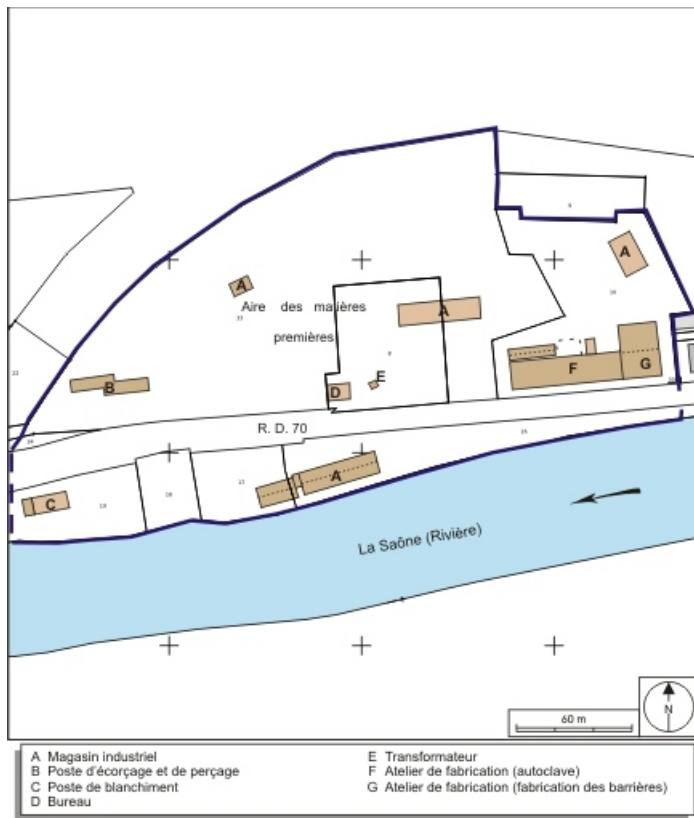 A
A
Aire des matières
A
premières
E
F
G
B
D
R. D. 70
A
C
La Saône (Rivière)
N
60 m
A Magasin industriel
B Poste d'écorçage et de perçage
C Poste de blanchiment
D Bureau
E Transformateur
F Atelier de fabrication (autoclave)
G Atelier de fabrication (fabrication des barrières)